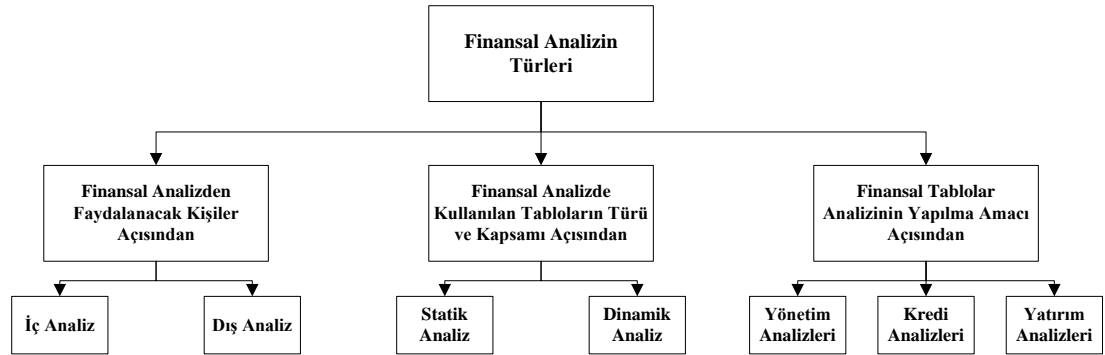 Finansal Analizin
Türleri
Finansal Analizden
Faydalanacak Kişiler
Açısından
Finansal Analizde
Kullanılan Tabloların Türü
ve Kapsamı Açısından
Finansal Tablolar
Analizinin Yapılma Amacı
Açısından
İç Analiz
Dış Analiz
Statik
Analiz
Dinamik
Analiz
Yönetim
Analizleri
Kredi
Analizleri
Yatırım
Analizleri